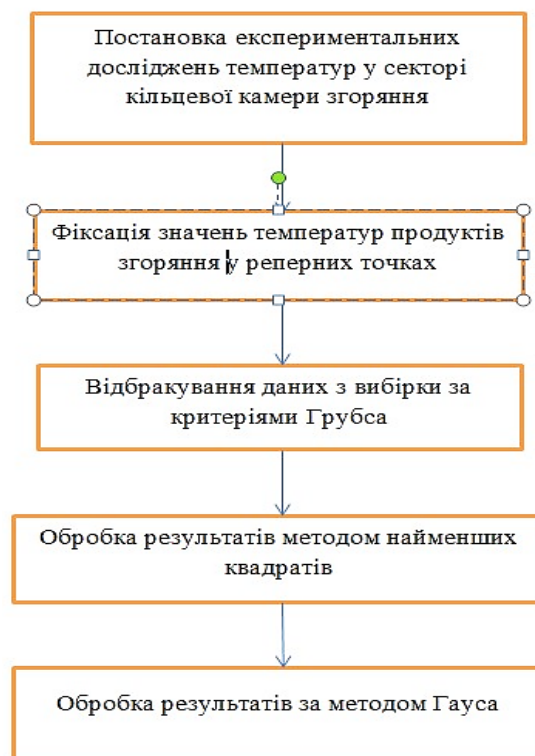 Постановка експериментальних
досліджень температур у секторі
кільцевої камери згоряння
Фіксація значень температур продуктів
згоряння у реперних точках
Відбракування даних з вибірки за
критеріями Грубса
Обробка результатів методом найменших
квадратів
Обробка результатів за методом Гауса